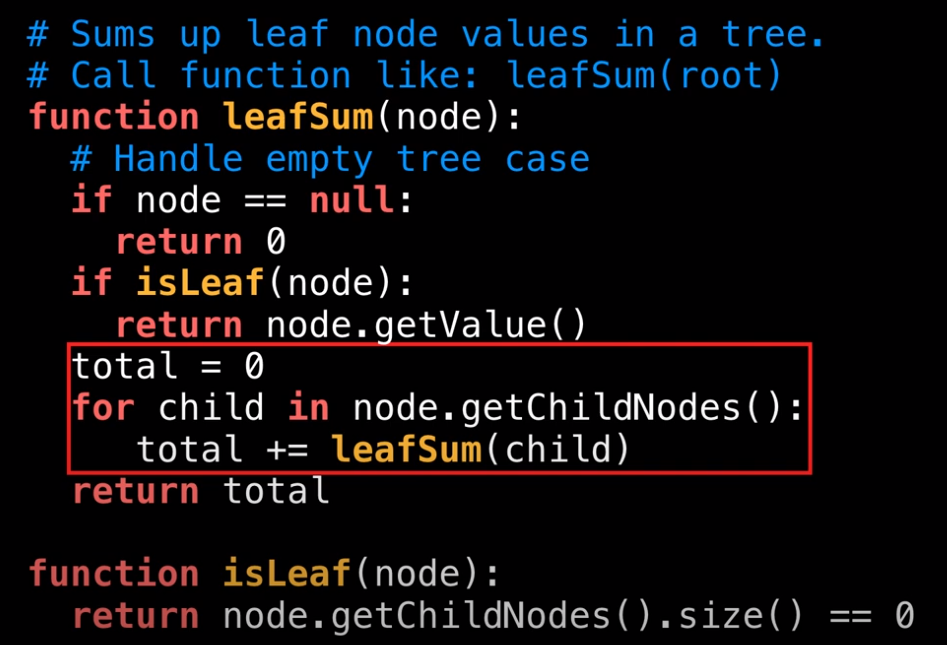 # Sums up leaf node values in a tree.
# Call function like: leafSum(root)
function leafSum(node):
  # Handle empty tree case
  if node == null:
    return 0
  if isLeaf(node):
    return node.getValue()
  total = 0
  for child in node.getChildNodes():
     total += leafSum(child)
  return total
function isLeaf(node):
  return node.getChildNodes().size() == 0